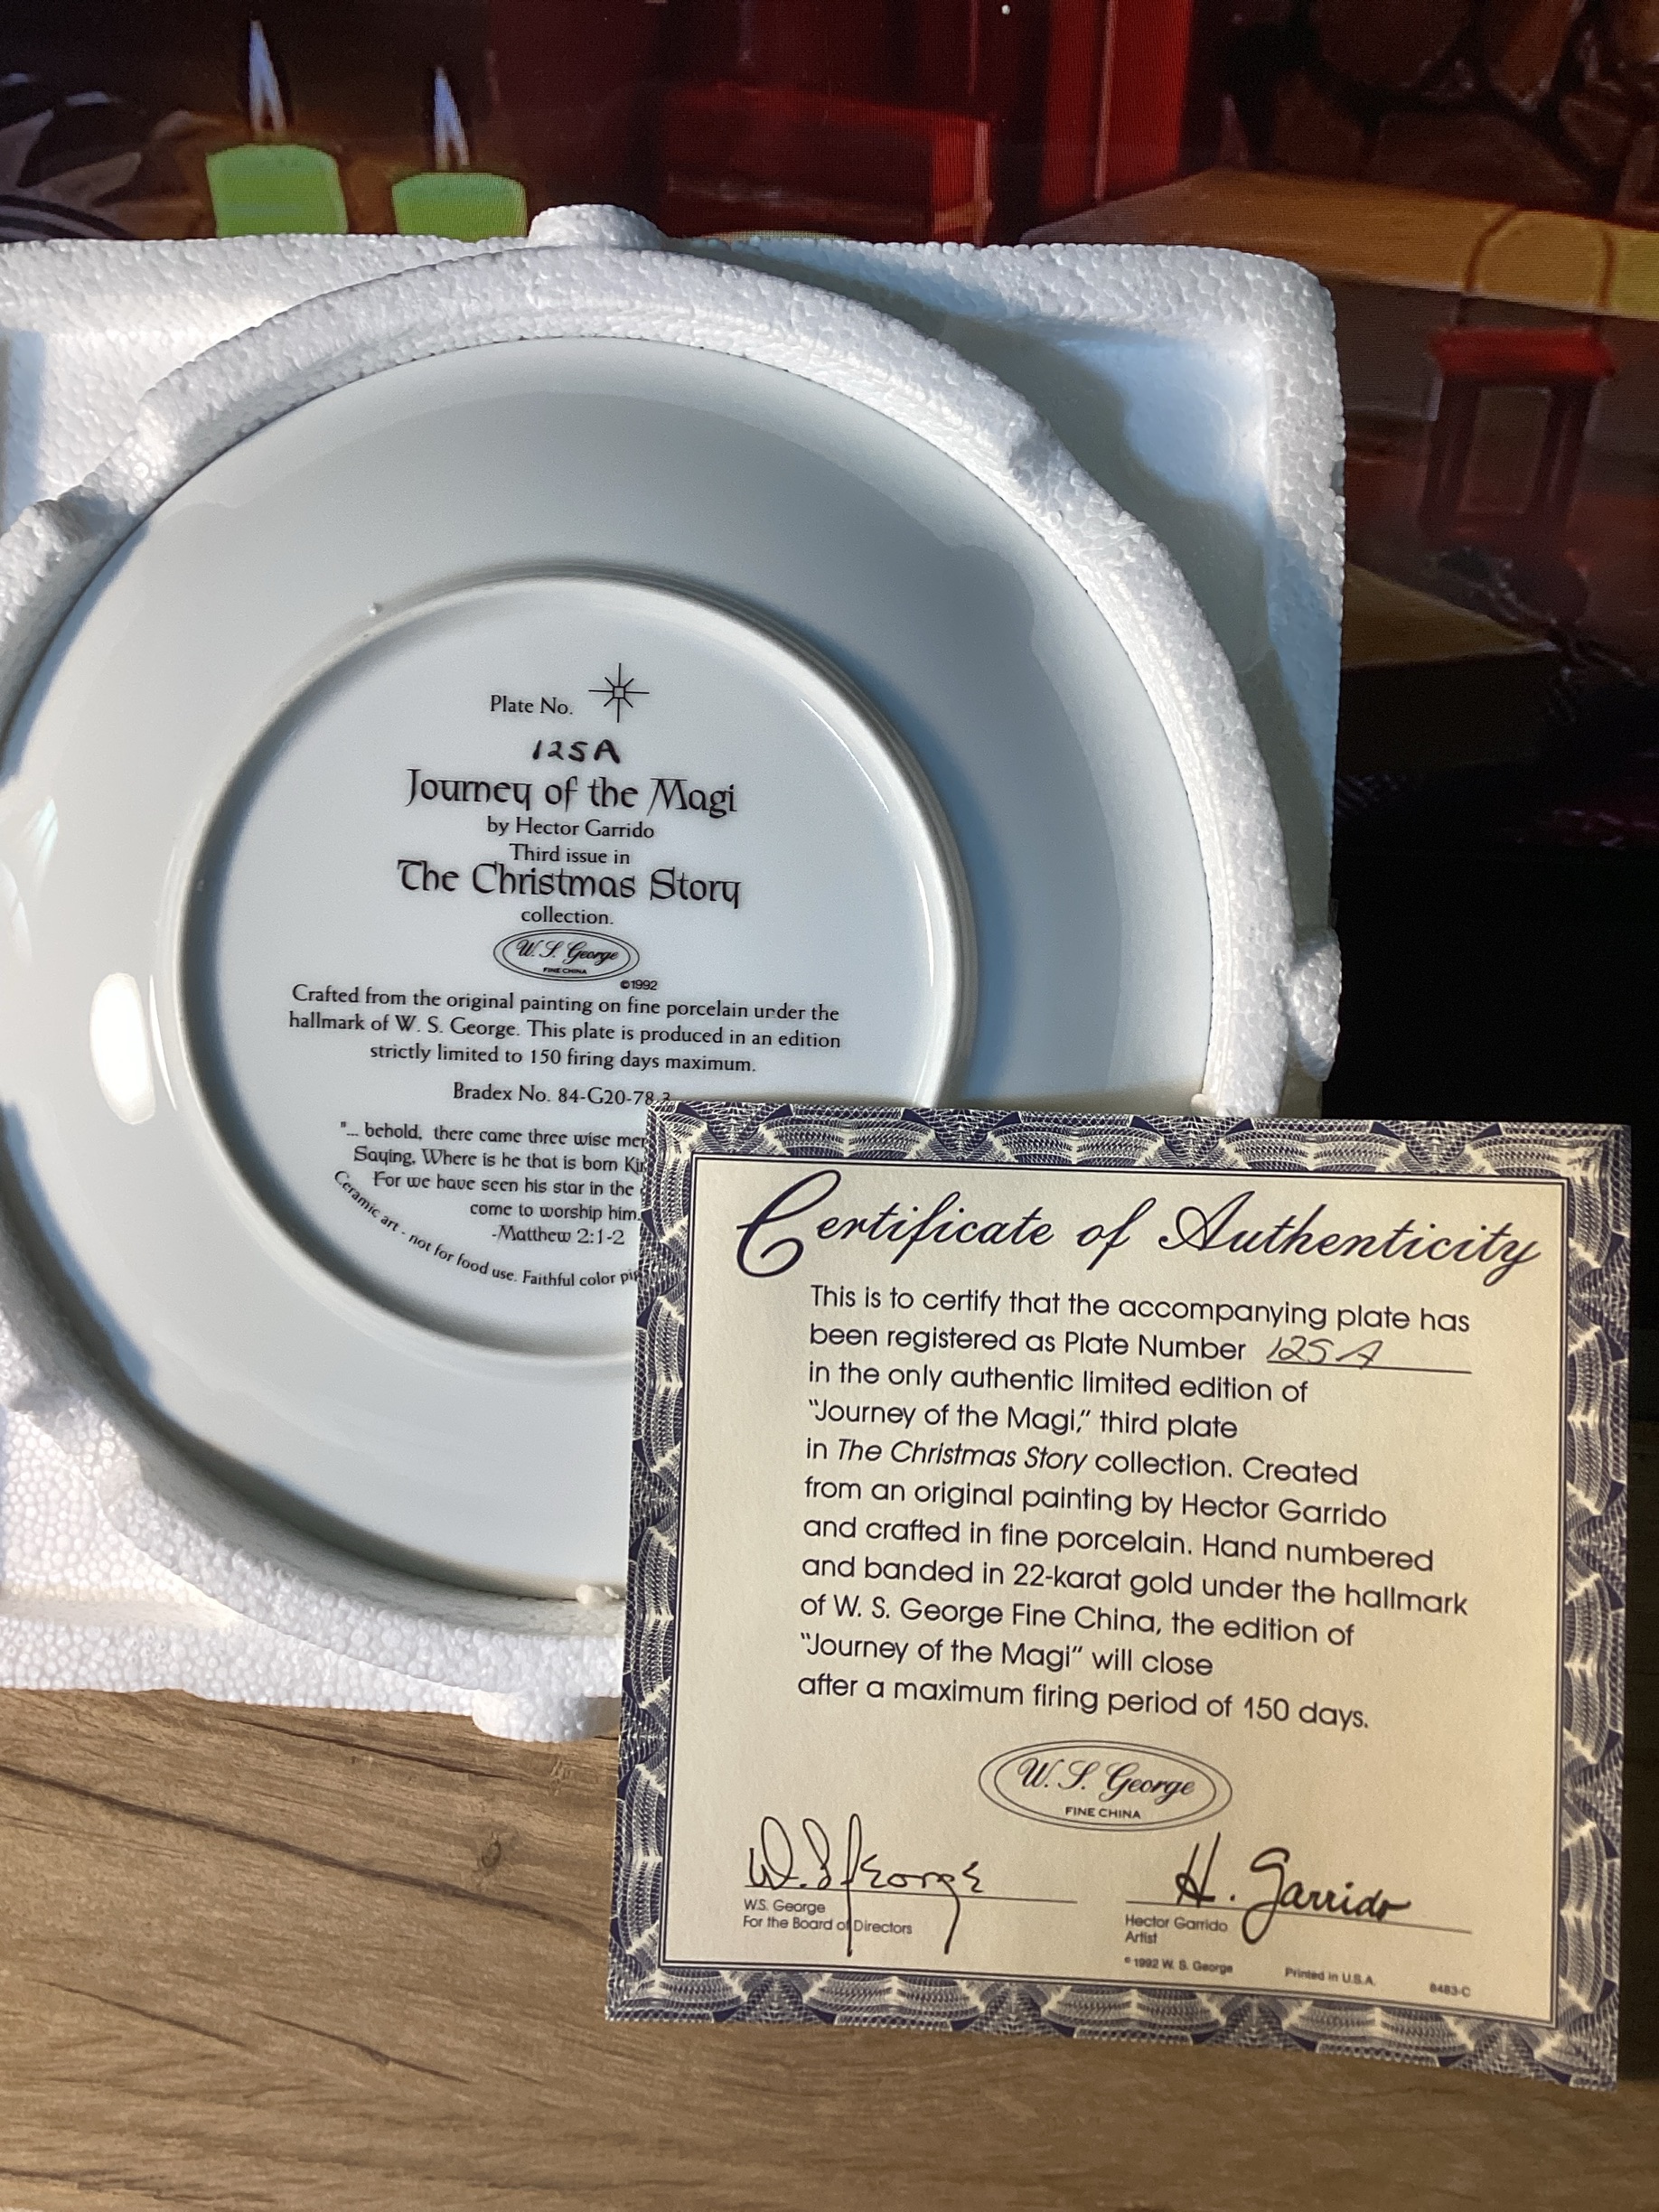 Plate No.
125A
Journey of the Magi
by Hector Garrido
Third issue in
The Christmas Story
collection.
W. S. George
FINE CHINA
©1992
Crafted from the original painting on fine porcelain under the
hallmark of W. S. George. This plate is produced in an edition
strictly limited to 150 firing days maximum.
Bradex No. 84-G20-78.3
"... behold, there came three wise
Saying, Where is he that is born
For we have seen his star in the
come to worship him.
-Matthew 2:1-2
Ceramic art - not for food use. Faithful color
Certificate of Authenticity
This is to certify that the accompanying plate has
been registered as Plate Number 125A
in the only authentic limited edition of
“Journey of the Magi,” third plate
in The Christmas Story collection. Created
from an original painting by Hector Garrido
and crafted in fine porcelain. Hand numbered
and banded in 22-karat gold under the hallmark
of W. S. George Fine China, the edition of
“Journey of the Magi” will close
after a maximum firing period of 150 days.
W. S. George
FINE CHINA
W. S. George
W.S. George
For the Board of Directors
H. Garrido
Hector Garrido
Artist
© 1992 W. S. George
Printed in U.S.A.
8483-C